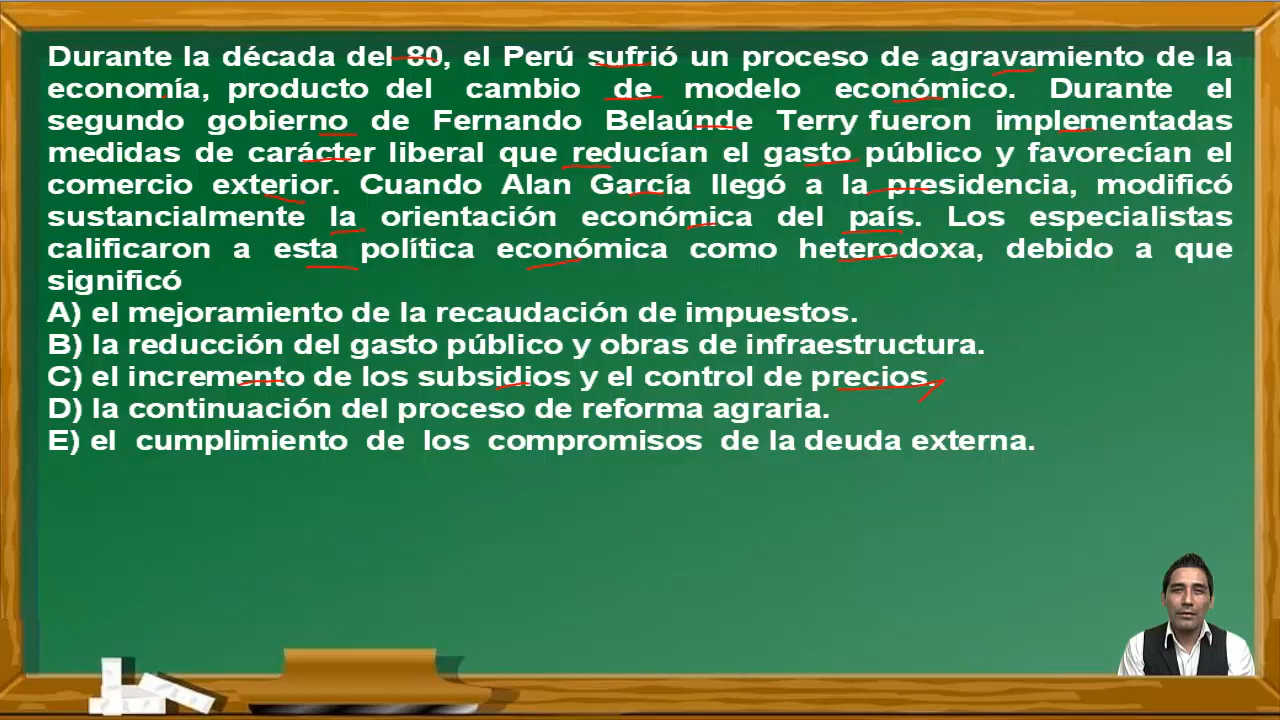 Durante la década del 80, el Perú sufrió un proceso de agravamiento de la
economía, producto del cambio de modelo económico. Durante el
segundo gobierno de Fernando Belaúnde Terry fueron implementadas
medidas de carácter liberal que reducían el gasto público y favorecían el
comercio exterior. Cuando Alan García llegó a la presidencia, modificó
sustancialmente la orientación económica del país. Los especialistas
calificaron a esta política económica como heterodoxa, debido a que
significó
A) el mejoramiento de la recaudación de impuestos.
B) la reducción del gasto público y obras de infraestructura.
C) el incremento de los subsidios y el control de precios.
D) la continuación del proceso de reforma agraria.
E) el cumplimiento de los compromisos de la deuda externa.